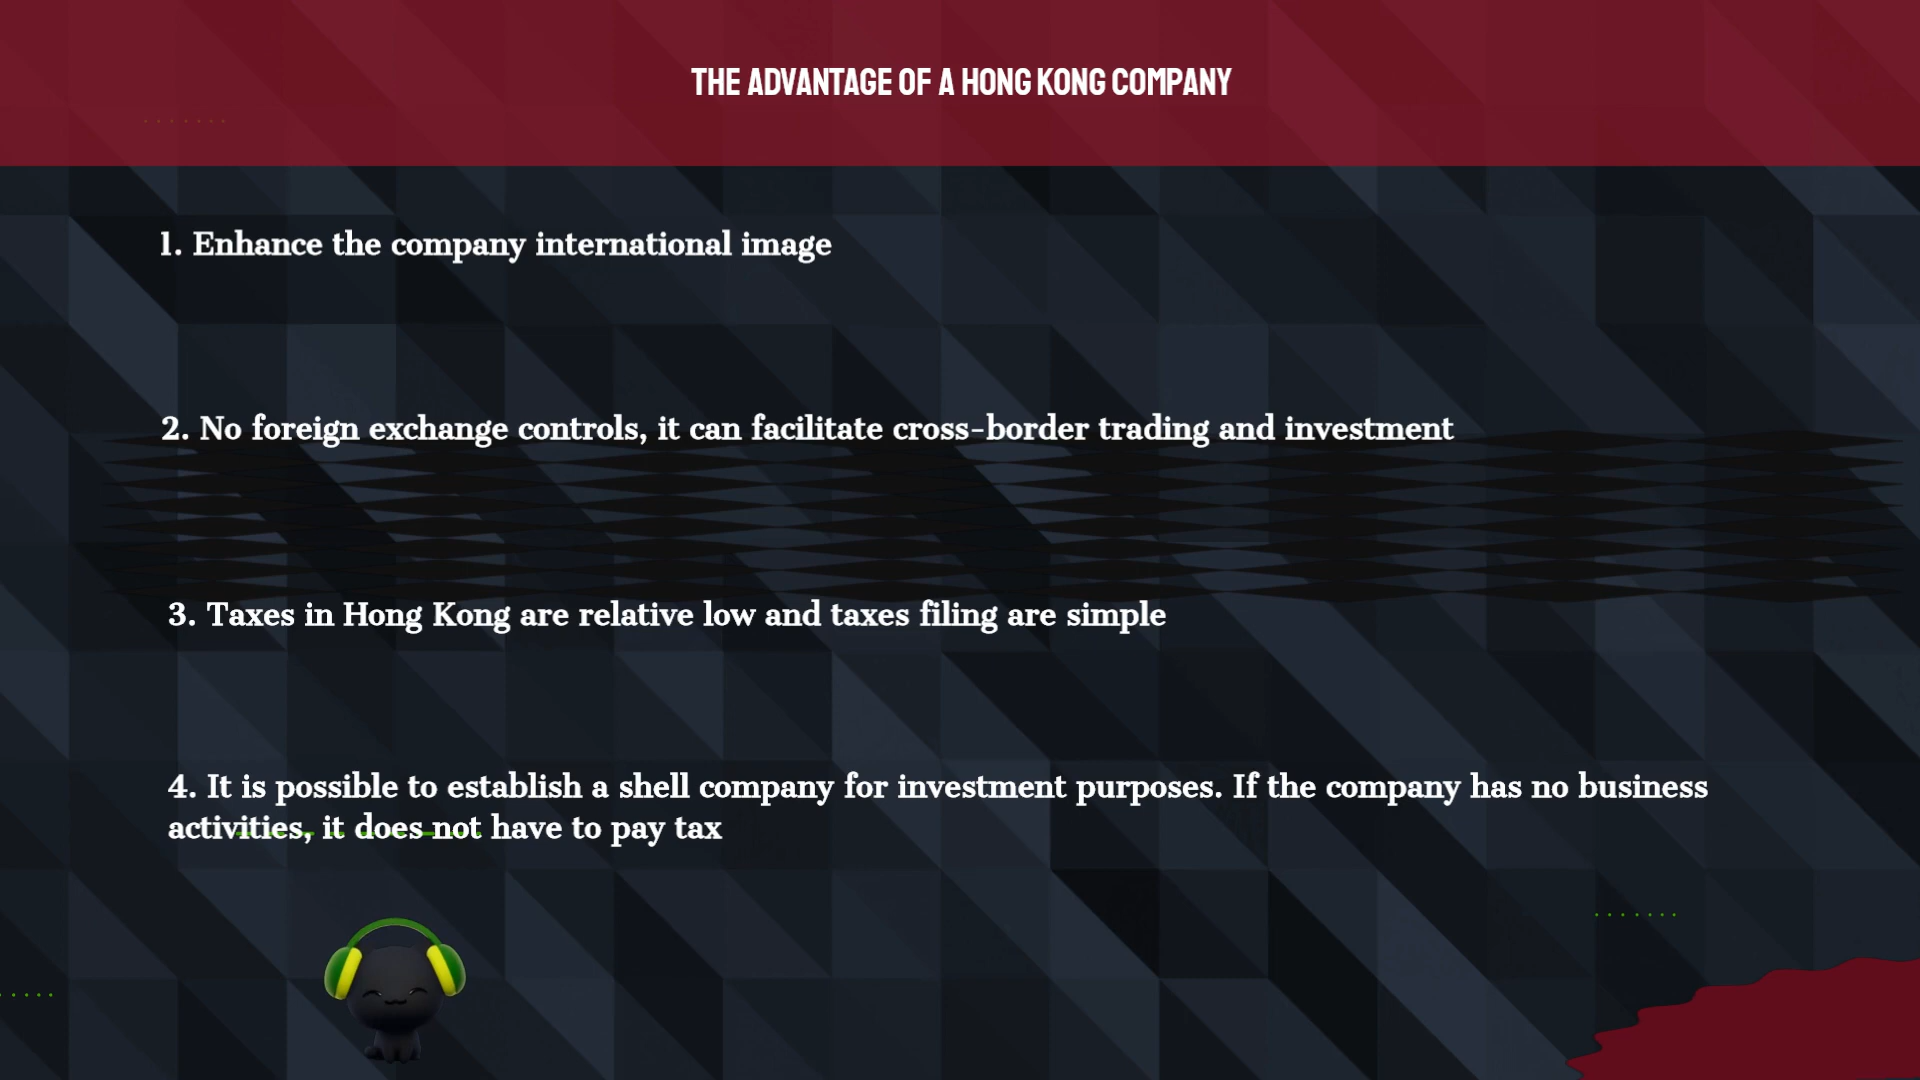 THE ADVANTAGE OF A HONG KONG COMPANY
1. Enhance the company international image
2. No foreign exchange controls, it can facilitate cross-border trading and investment
3. Taxes in Hong Kong are relative low and taxes filing are simple
4. It is possible to establish a shell company for investment purposes. If the company has no business
activities, it does not have to pay tax